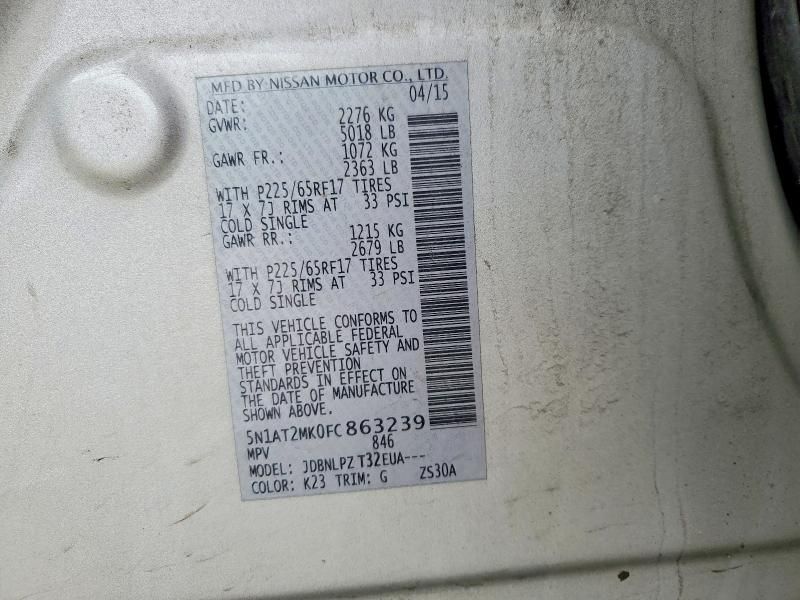 MFD BY NISSAN MOTOR CO., LTD.
DATE: 04/15
GVWR: 2276 KG
5018 LB
GAWR FR.: 1072 KG
2363 LB
WITH P225/65RF17 TIRES
17 X 7J RIMS AT 33 PSI
COLD SINGLE
GAWR RR.: 1215 KG
2679 LB
WITH P225/65RF17 TIRES
17 X 7J RIMS AT 33 PSI
COLD SINGLE
THIS VEHICLE CONFORMS TO
ALL APPLICABLE FEDERAL
MOTOR VEHICLE SAFETY AND
THEFT PREVENTION
STANDARDS IN EFFECT ON
THE DATE OF MANUFACTURE
SHOWN ABOVE.
5N1AT2MK0FC863239
MPV 846
MODEL: JDBNLPZ T32EUA---
COLOR: K23 TRIM: G ZS30A